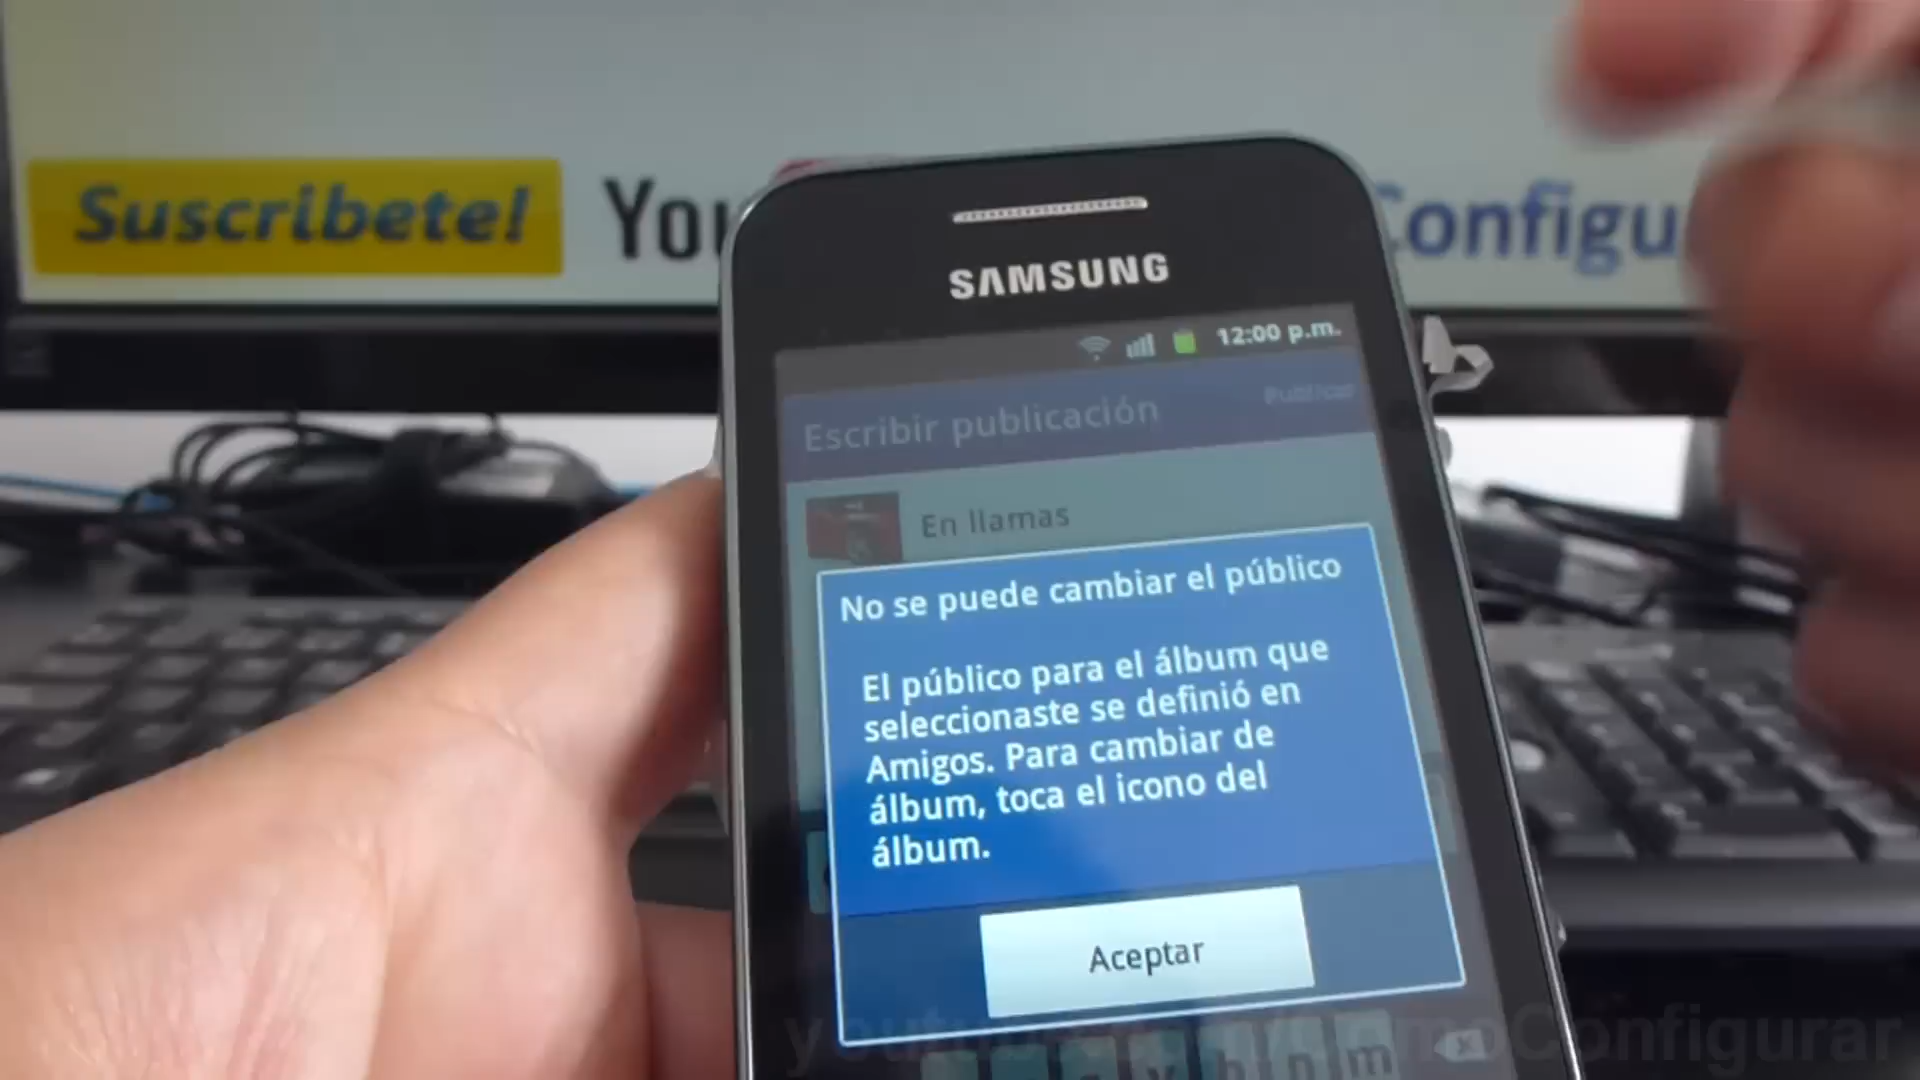 Suscribete!
You
Configu
SAMSUNG
12:00 p.m.
Escribir publicación
Publicar
En llamas
No se puede cambiar el público
El público para el álbum que
seleccionaste se definió en
Amigos. Para cambiar de
álbum, toca el icono del
álbum.
Aceptar
b n m